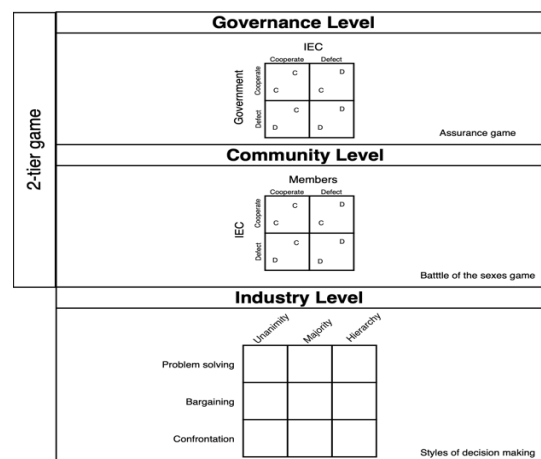 Governance Level
2-tier game
IEC
Cooperate Defect
Government
Cooperate
C D
C C
Defect
C D
D D
Assurance game
Community Level
Members
Cooperate Defect
IEC
Cooperate
C D
C C
Defect
C D
D D
Batttle of the sexes game
Industry Level
Unanimity Majority Hierarchy
Problem solving
Bargaining
Confrontation
Styles of decision making